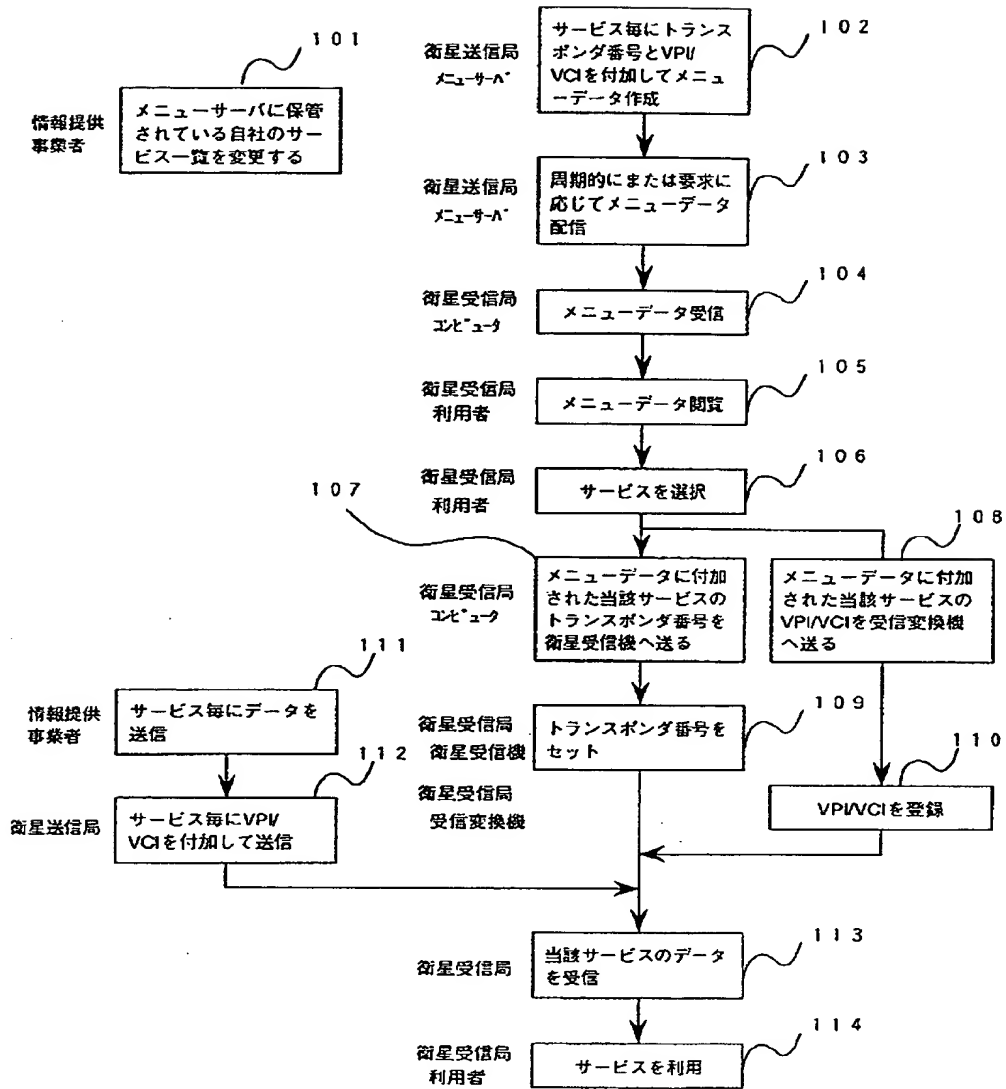 101
情報提供
事業者
メニューサーバに保管
されている自社のサー
ビス一覧を変更する
102
衛星送信局
メニューサーバ
サービス毎にトランス
ポンダ番号とVPI/
VCIを付加してメニュ
ーデータ作成
103
衛星送信局
メニューサーバ
周期的にまたは要求に
応じてメニューデータ
配信
104
衛星受信局
コンピュータ
メニューデータ受信
105
衛星受信局
利用者
メニューデータ閲覧
106
衛星受信局
利用者
サービスを選択
107
衛星受信局
コンピュータ
メニューデータに付加
された当該サービスの
トランスポンダ番号を
衛星受信機へ送る
108
メニューデータに付加
された当該サービスの
VPI/VCIを受信変換機
へ送る
111
情報提供
事業者
サービス毎にデータを
送信
109
衛星受信局
衛星受信機
トランスポンダ番号を
セット
112
衛星送信局
サービス毎にVPI/
VCIを付加して送信
衛星受信局
受信変換機
110
VPI/VCIを登録
113
衛星受信局
当該サービスのデータ
を受信
114
衛星受信局
利用者
サービスを利用